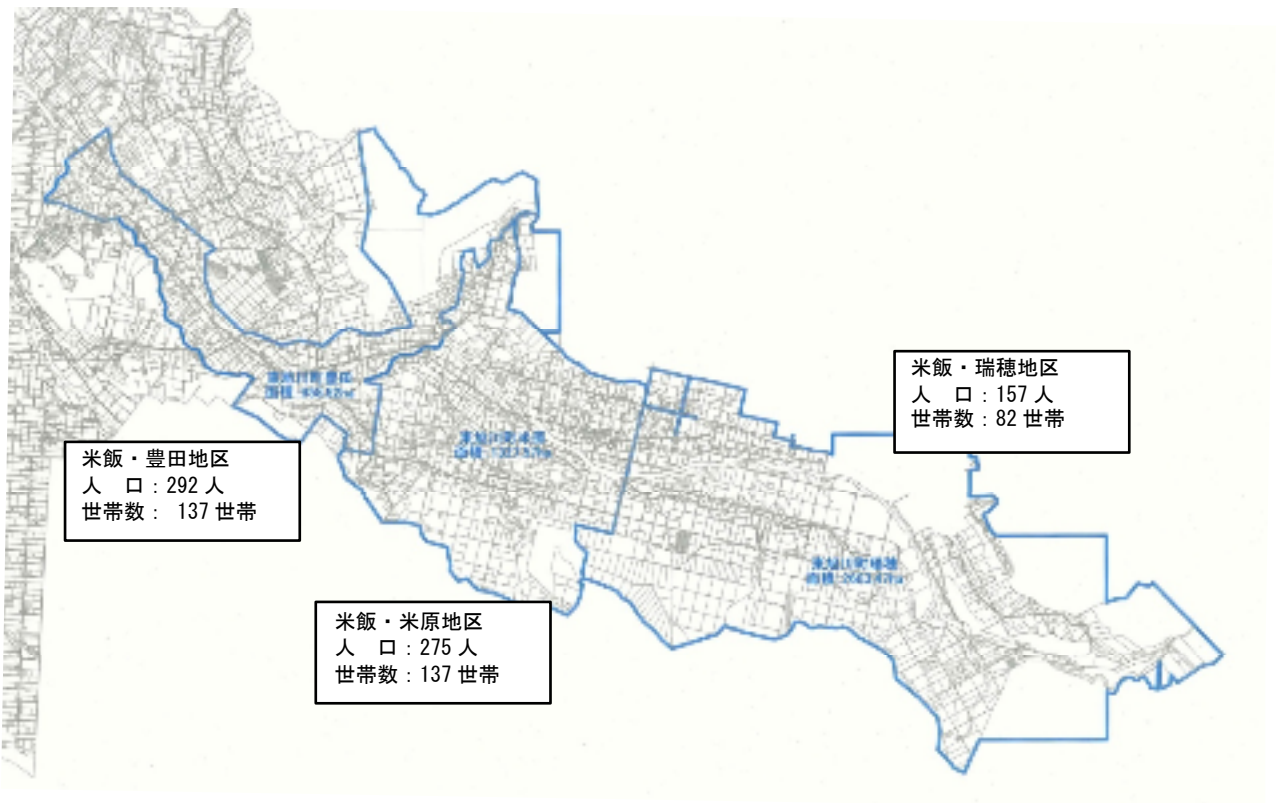 米飯・瑞穂地区
人　口：157 人
世帯数：82 世帯
米飯・豊田地区
人　口：292 人
世帯数： 137 世帯
米飯・米原地区
人　口：275 人
世帯数：137 世帯